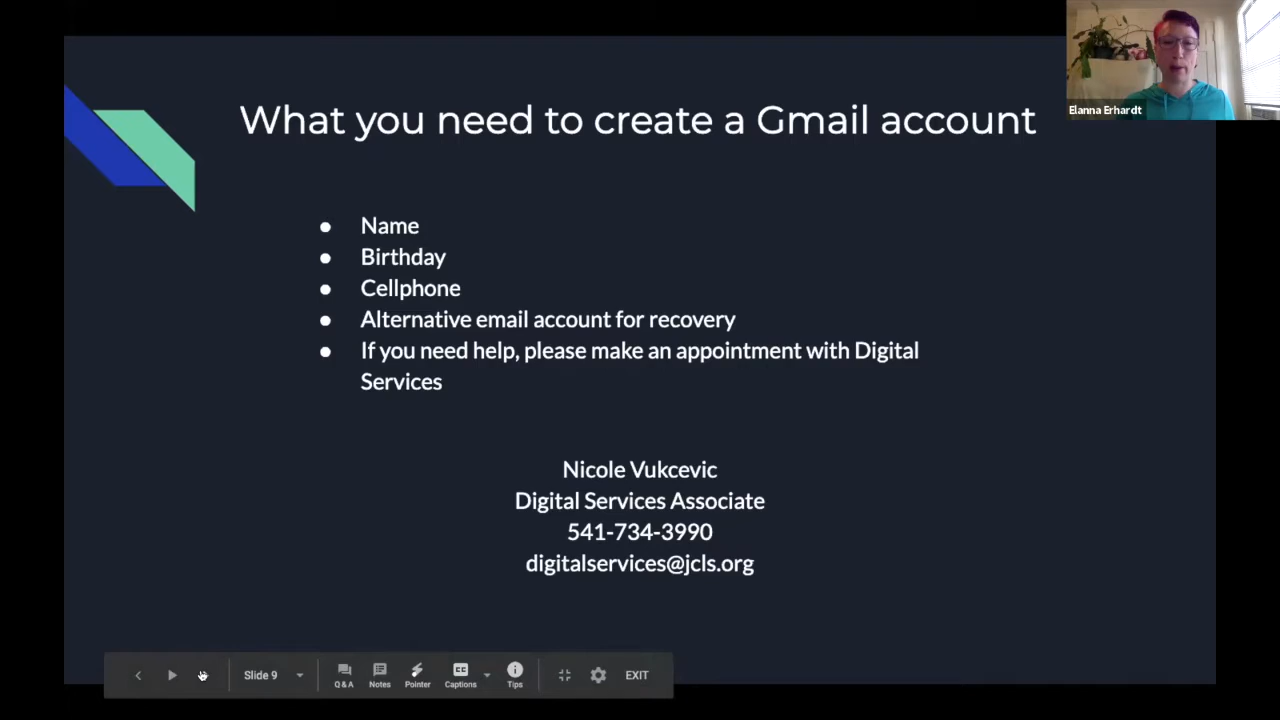 What you need to create a Gmail account
Elanna Erhardt
● Name
● Birthday
● Cellphone
● Alternative email account for recovery
● If you need help, please make an appointment with Digital
Services
Nicole Vukcevic
Digital Services Associate
541-734-3990
digitalservices@jcls.org
Slide 9
Q & A
Notes
Pointer
CC
Captions
Tips
EXIT